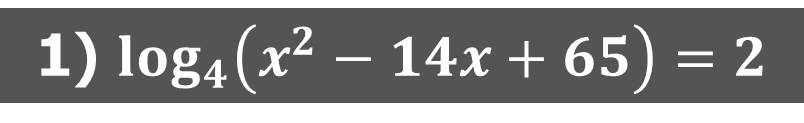 1) log₄(x² − 14x + 65) = 2